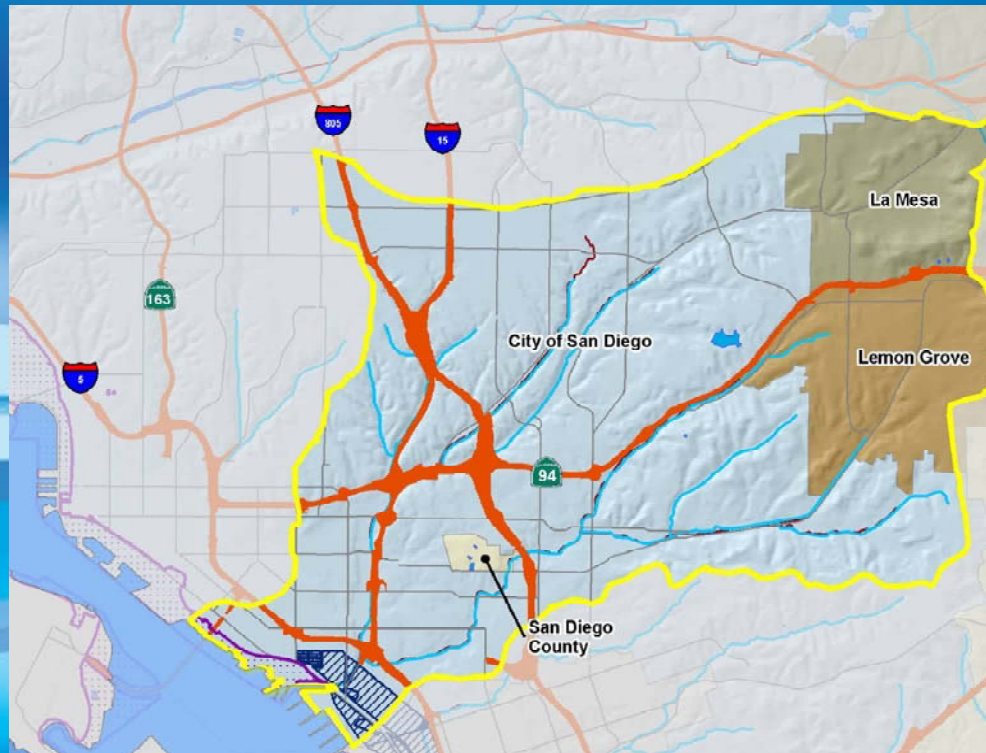 805
15
La Mesa
163
City of San Diego
Lemon Grove
5
94
San Diego
County